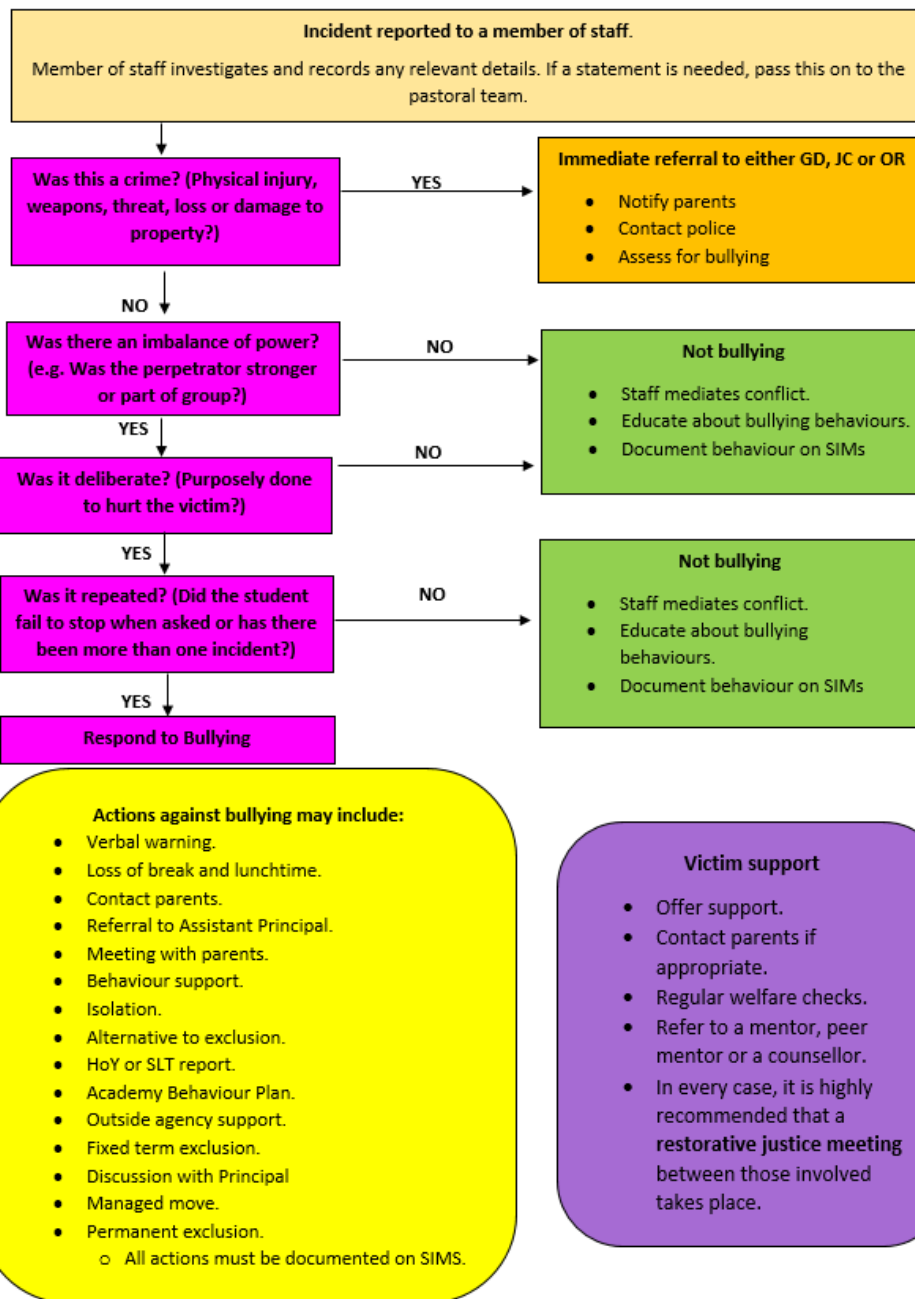 Incident reported to a member of staff.
Member of staff investigates and records any relevant details. If a statement is needed, pass this on to the
pastoral team.
Was this a crime? (Physical injury,
weapons, threat, loss or damage to
property?)
YES
Immediate referral to either GD, JC or OR
• Notify parents
• Contact police
• Assess for bullying
NO
Was there an imbalance of power?
(e.g. Was the perpetrator stronger
or part of group?)
NO
Not bullying
• Staff mediates conflict.
• Educate about bullying behaviours.
• Document behaviour on SIMs
YES
Was it deliberate? (Purposely done
to hurt the victim?)
NO
YES
Was it repeated? (Did the student
fail to stop when asked or has there
been more than one incident?)
NO
Not bullying
• Staff mediates conflict.
• Educate about bullying
behaviours.
• Document behaviour on SIMs
YES
Respond to Bullying
Actions against bullying may include:
• Verbal warning.
• Loss of break and lunchtime.
• Contact parents.
• Referral to Assistant Principal.
• Meeting with parents.
• Behaviour support.
• Isolation.
• Alternative to exclusion.
• HoY or SLT report.
• Academy Behaviour Plan.
• Outside agency support.
• Fixed term exclusion.
• Discussion with Principal
• Managed move.
• Permanent exclusion.
o All actions must be documented on SIMS.
Victim support
• Offer support.
• Contact parents if
appropriate.
• Regular welfare checks.
• Refer to a mentor, peer
mentor or a counsellor.
• In every case, it is highly
recommended that a
restorative justice meeting
between those involved
takes place.